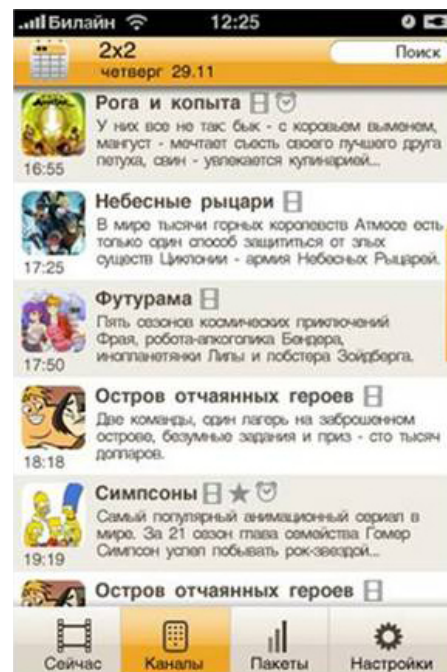 Билайн 12:25
2x2
четверг 29.11
Поиск
Рога и копыта
У них все не так: бык - с коровьем выменем,
мангуст - мечтает съесть своего лучшего друга
петуха, свин - увлекается кулинарией...
16:55
Небесные рыцари
В мире тысячи горных королевств Атмосе есть
только один способ защититься от злых
существ Циклонии - армия Небесных Рыцарей.
17:25
Футурама
Пять сезонов космических приключений
Фрая, робота-алкоголика Бендера,
инопланетянки Лилы и лобстера Зойдберга.
17:50
Остров отчаянных героев
Две команды, один лагерь на заброшенном
острове, безумные задания и приз - сто тысяч
долларов.
18:18
Симпсоны
Самый популярный анимационный сериал в
мире. За 21 сезон глава семейства Гомер
Симпсон успел побывать рок-звездой...
19:19
Остров отчаянных героев
Сейчас Каналы Пакеты Настройки